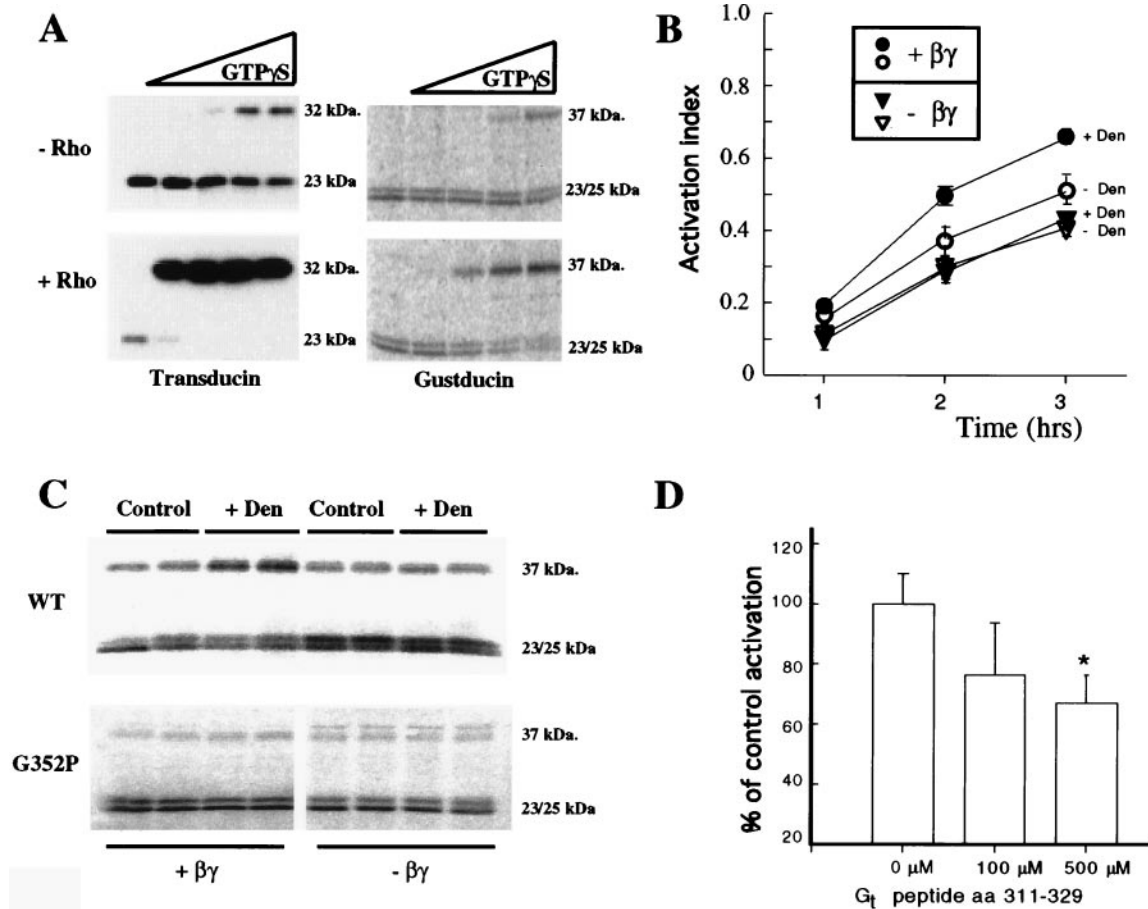 A
GTPγS
GTPγS
- Rho
32 kDa.
23 kDa
37 kDa.
23/25 kDa
+ Rho
32 kDa.
23 kDa
37 kDa.
23/25 kDa
Transducin
Gustducin
B
Activation index
1.0
0.8
0.6
0.4
0.2
0
+ βγ
- βγ
+ Den
- Den
+ Den
- Den
1
2
3
Time (hrs)
C
Control
+ Den
Control
+ Den
WT
37 kDa.
23/25 kDa
G352P
37 kDa.
23/25 kDa
+ βγ
- βγ
D
% of control activation
120
100
80
60
40
20
*
0 μM
100 μM
500 μM
Gt peptide aa 311-329